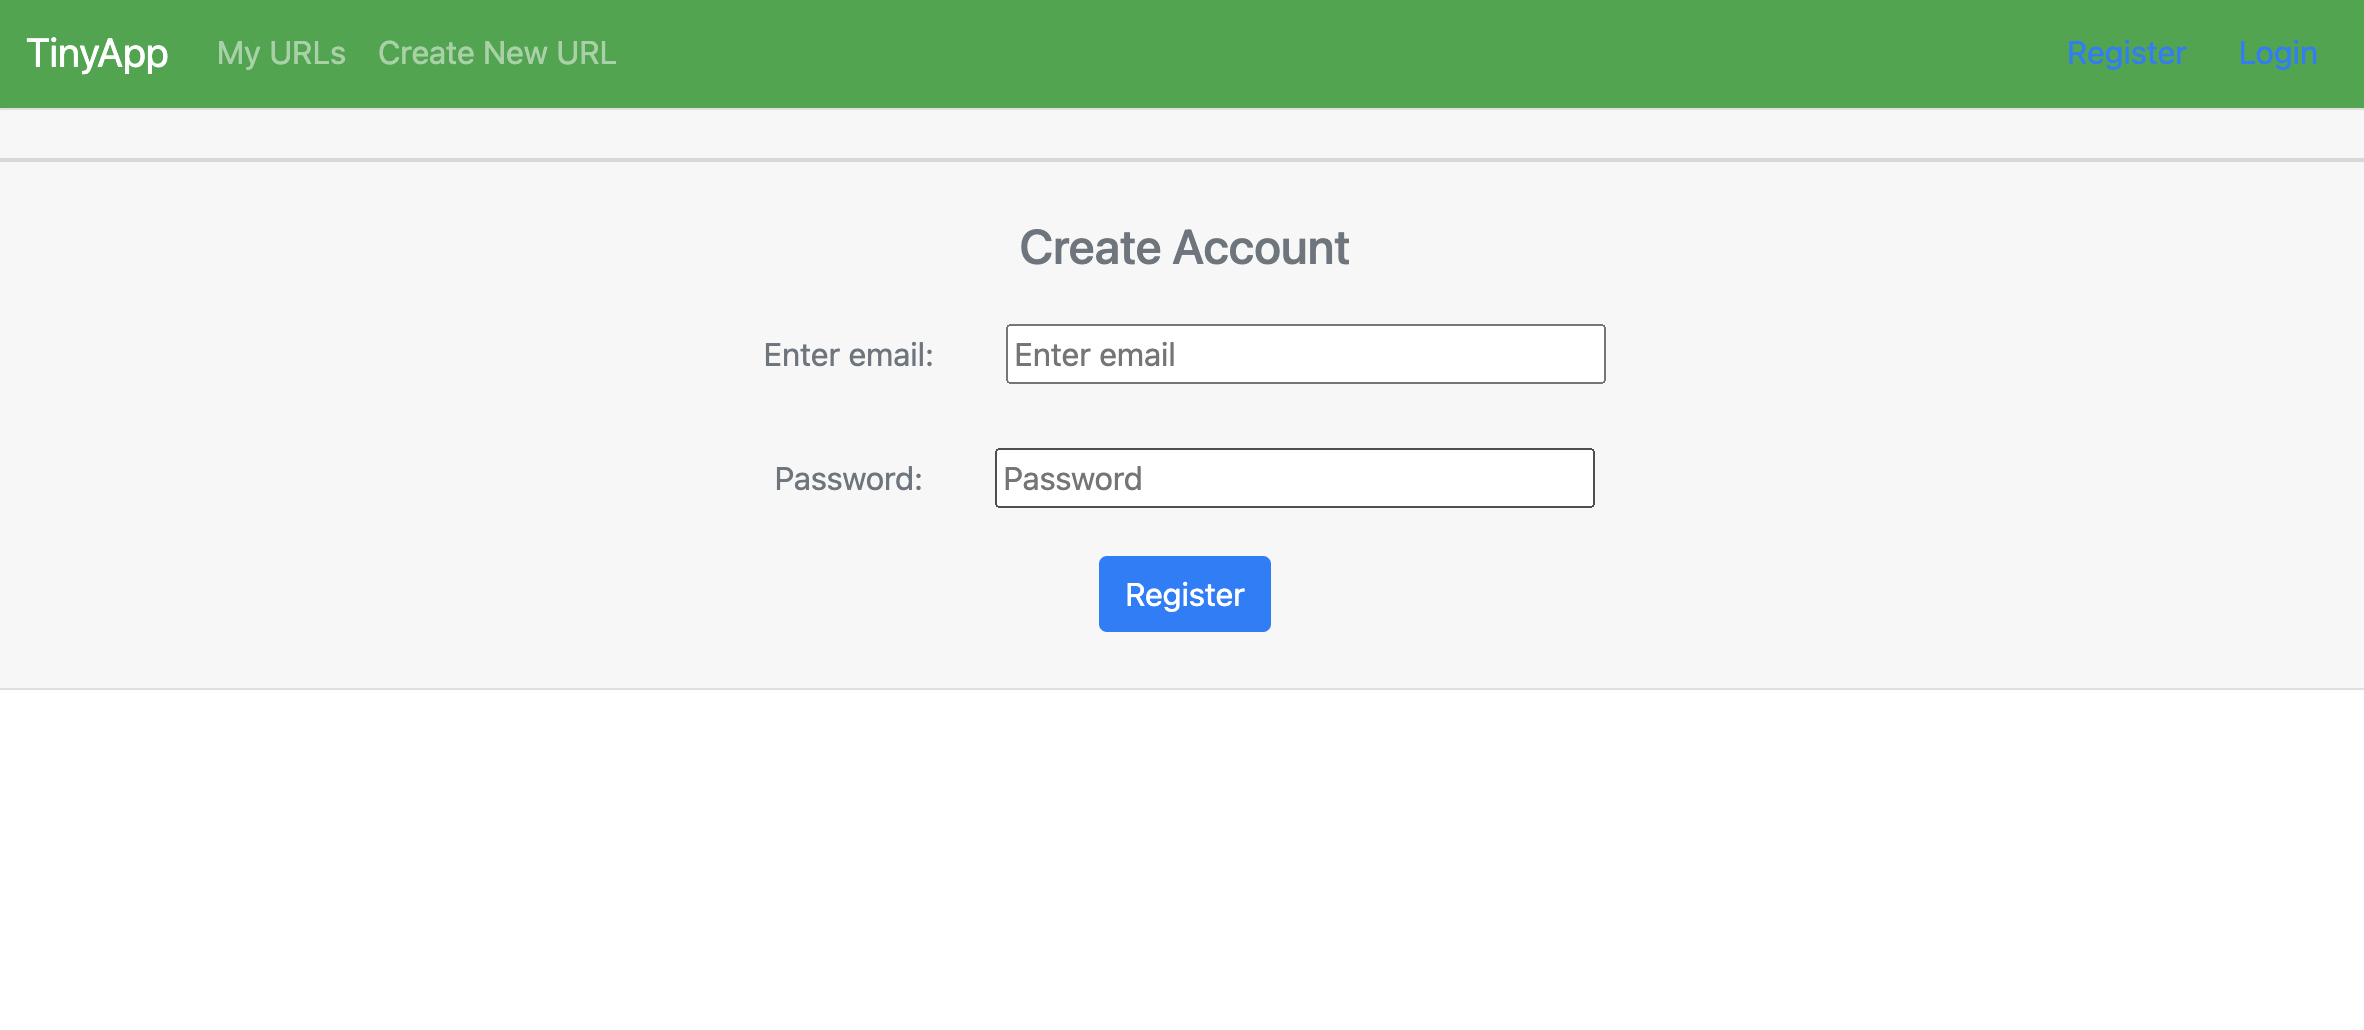 TinyApp My URLs Create New URL Register Login
Create Account
Enter email: Enter email
Password: Password
Register